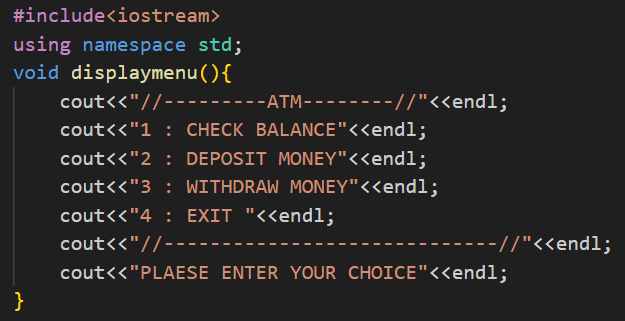 #include<iostream>
using namespace std;
void displaymenu(){
    cout<<"//---------ATM--------//"<<endl;
    cout<<"1 : CHECK BALANCE"<<endl;
    cout<<"2 : DEPOSIT MONEY"<<endl;
    cout<<"3 : WITHDRAW MONEY"<<endl;
    cout<<"4 : EXIT "<<endl;
    cout<<"//-----------------------------//"<<endl;
    cout<<"PLAESE ENTER YOUR CHOICE"<<endl;
}